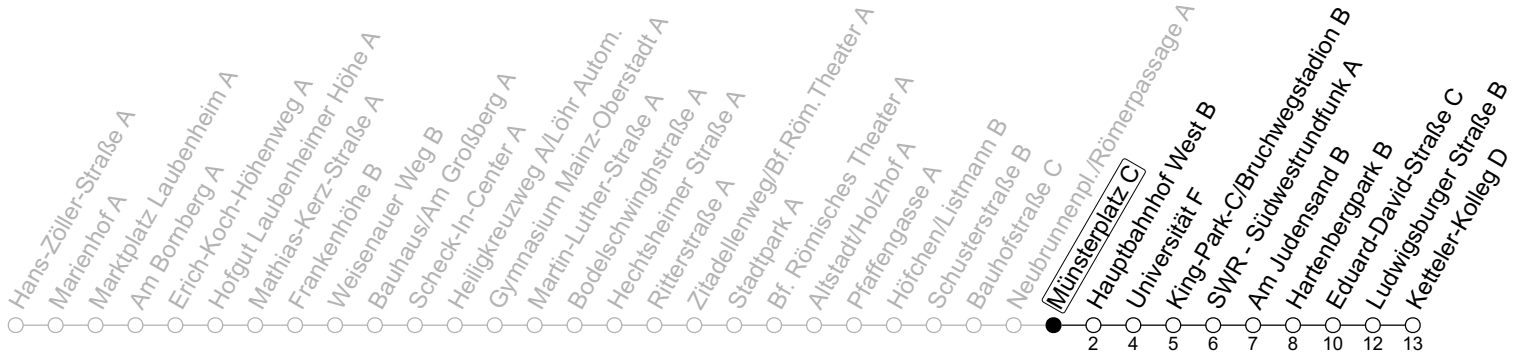 Hans-Zöller-Straße A
Marienhof A
Marktplatz Laubenheim A
Am Bornberg A
Erich-Koch-Höhenweg A
Hofgut Laubenheimer Höhe A
Mathias-Kerz-Straße A
Frankenhöhe B
Weisenauer Weg B
Bauhaus/Am Großberg A
Scheck-In-Center A
Heiligkreuzweg A/Löhr Autom.
Gymnasium Mainz-Oberstadt A
Martin-Luther-Straße A
Bodelschwinghstraße A
Hechtsheimer Straße A
Ritterstraße A
Zitadellenweg/Bf.Röm.Theater A
Stadtpark A
Bf. Römisches Theater A
Altstadt/Holzhof A
Pfaffengasse A
Höfchen/Listmann B
Schusterstraße B
Bauhofstraße C
Neubrunnenpl./Römerpassage A
Münsterplatz C
Hauptbahnhof West B
Universität F
King-Park-C/Bruchwegstadion B
SWR - Südwestrundfunk A
Am Judensand B
Hartenbergpark B
Eduard-David-Straße C
Ludwigsburger Straße B
Ketteler-Kolleg D
2 4 5 6 7 8 10 12 13